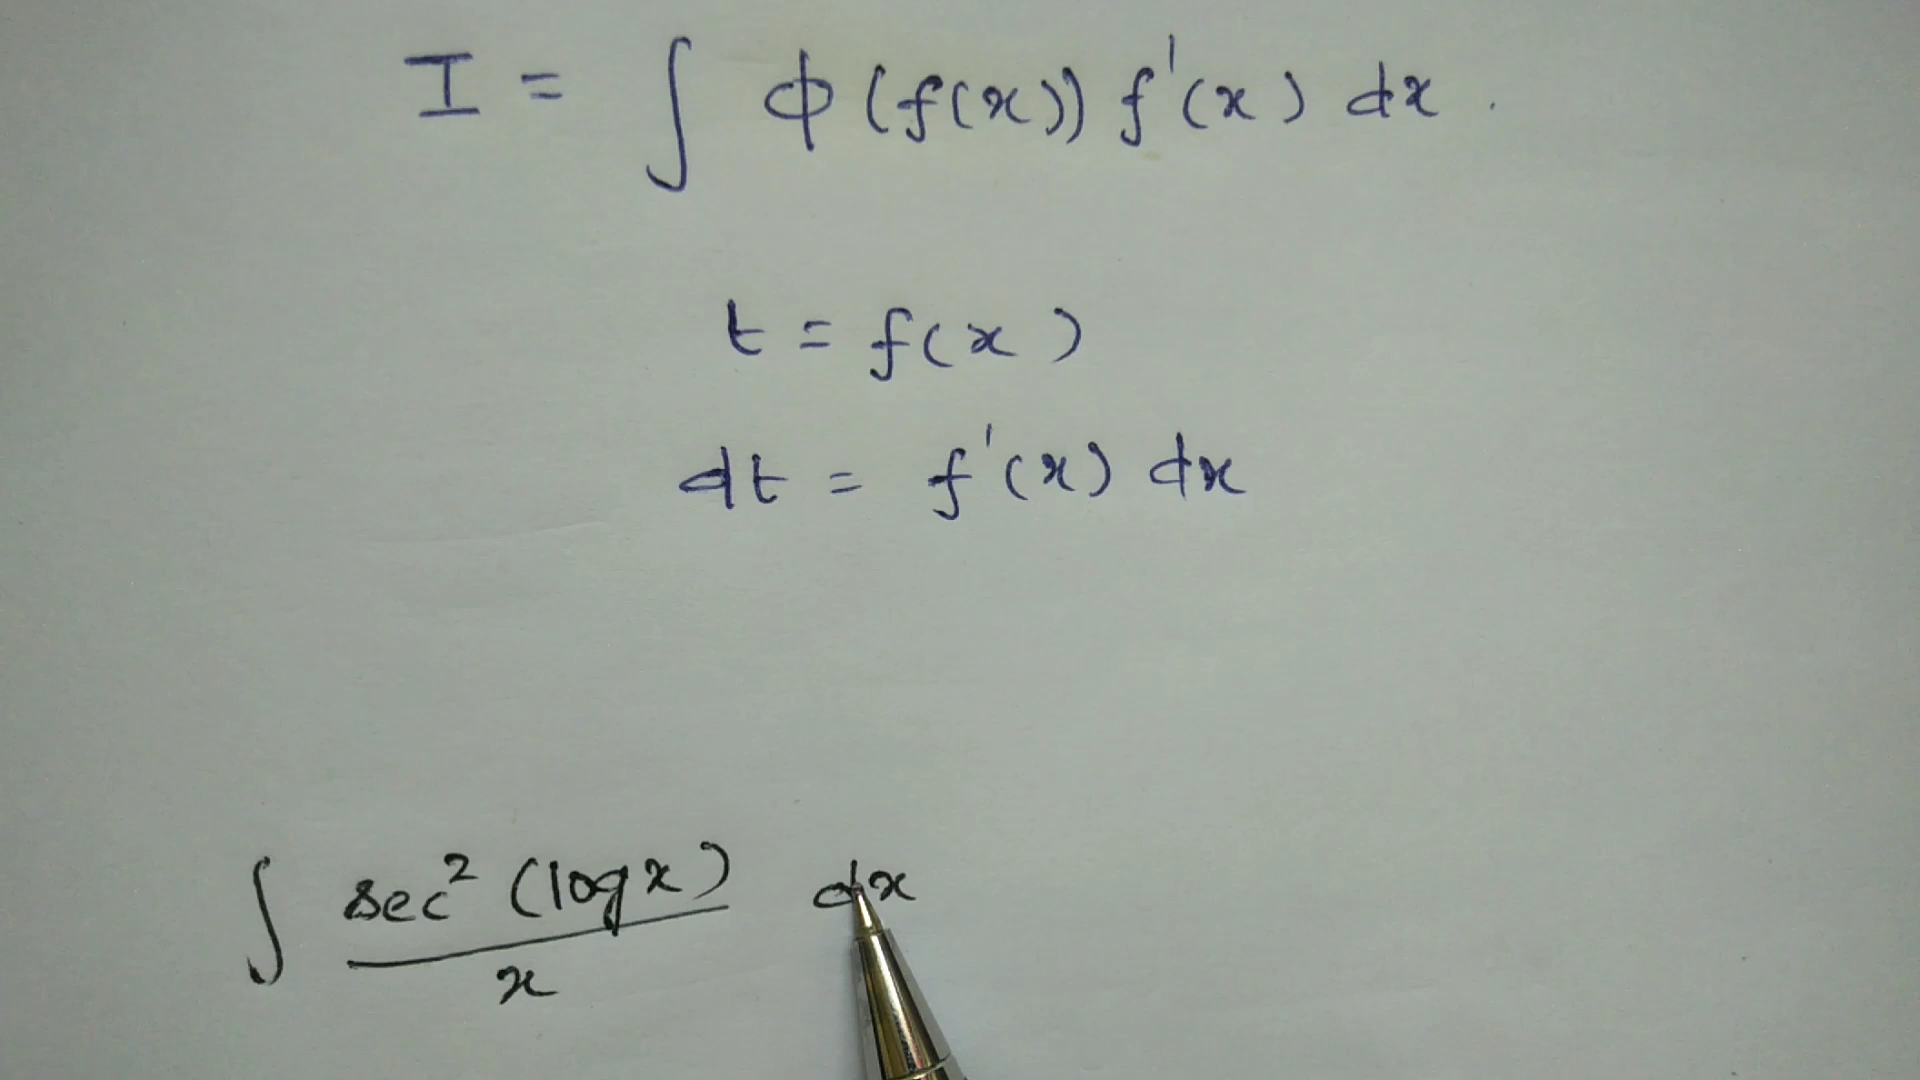 I = ∫ ϕ (f(x)) f'(x) dx .
t = f(x)
dt = f'(x) dx
∫ sec² (log x) / x dx